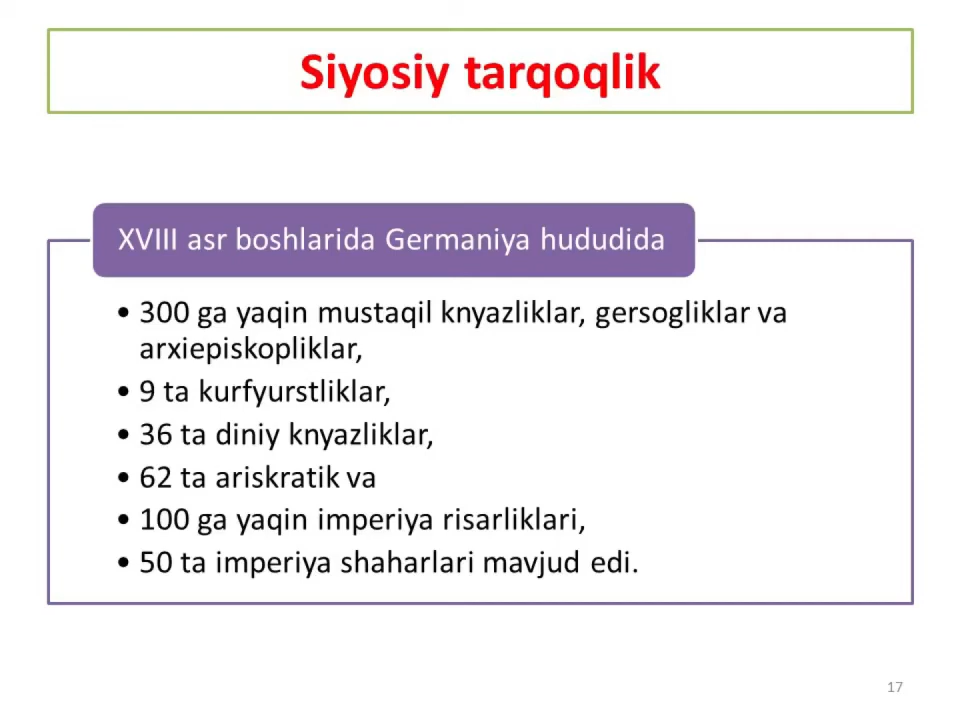 Siyosiy tarqoqlik
XVIII asr boshlarida Germaniya hududida
• 300 ga yaqin mustaqil knyazliklar, gersogliklar va
arxiepiskopliklar,
• 9 ta kurfyurstliklar,
• 36 ta diniy knyazliklar,
• 62 ta ariskratik va
• 100 ga yaqin imperiya risarliklari,
• 50 ta imperiya shaharlari mavjud edi.
17